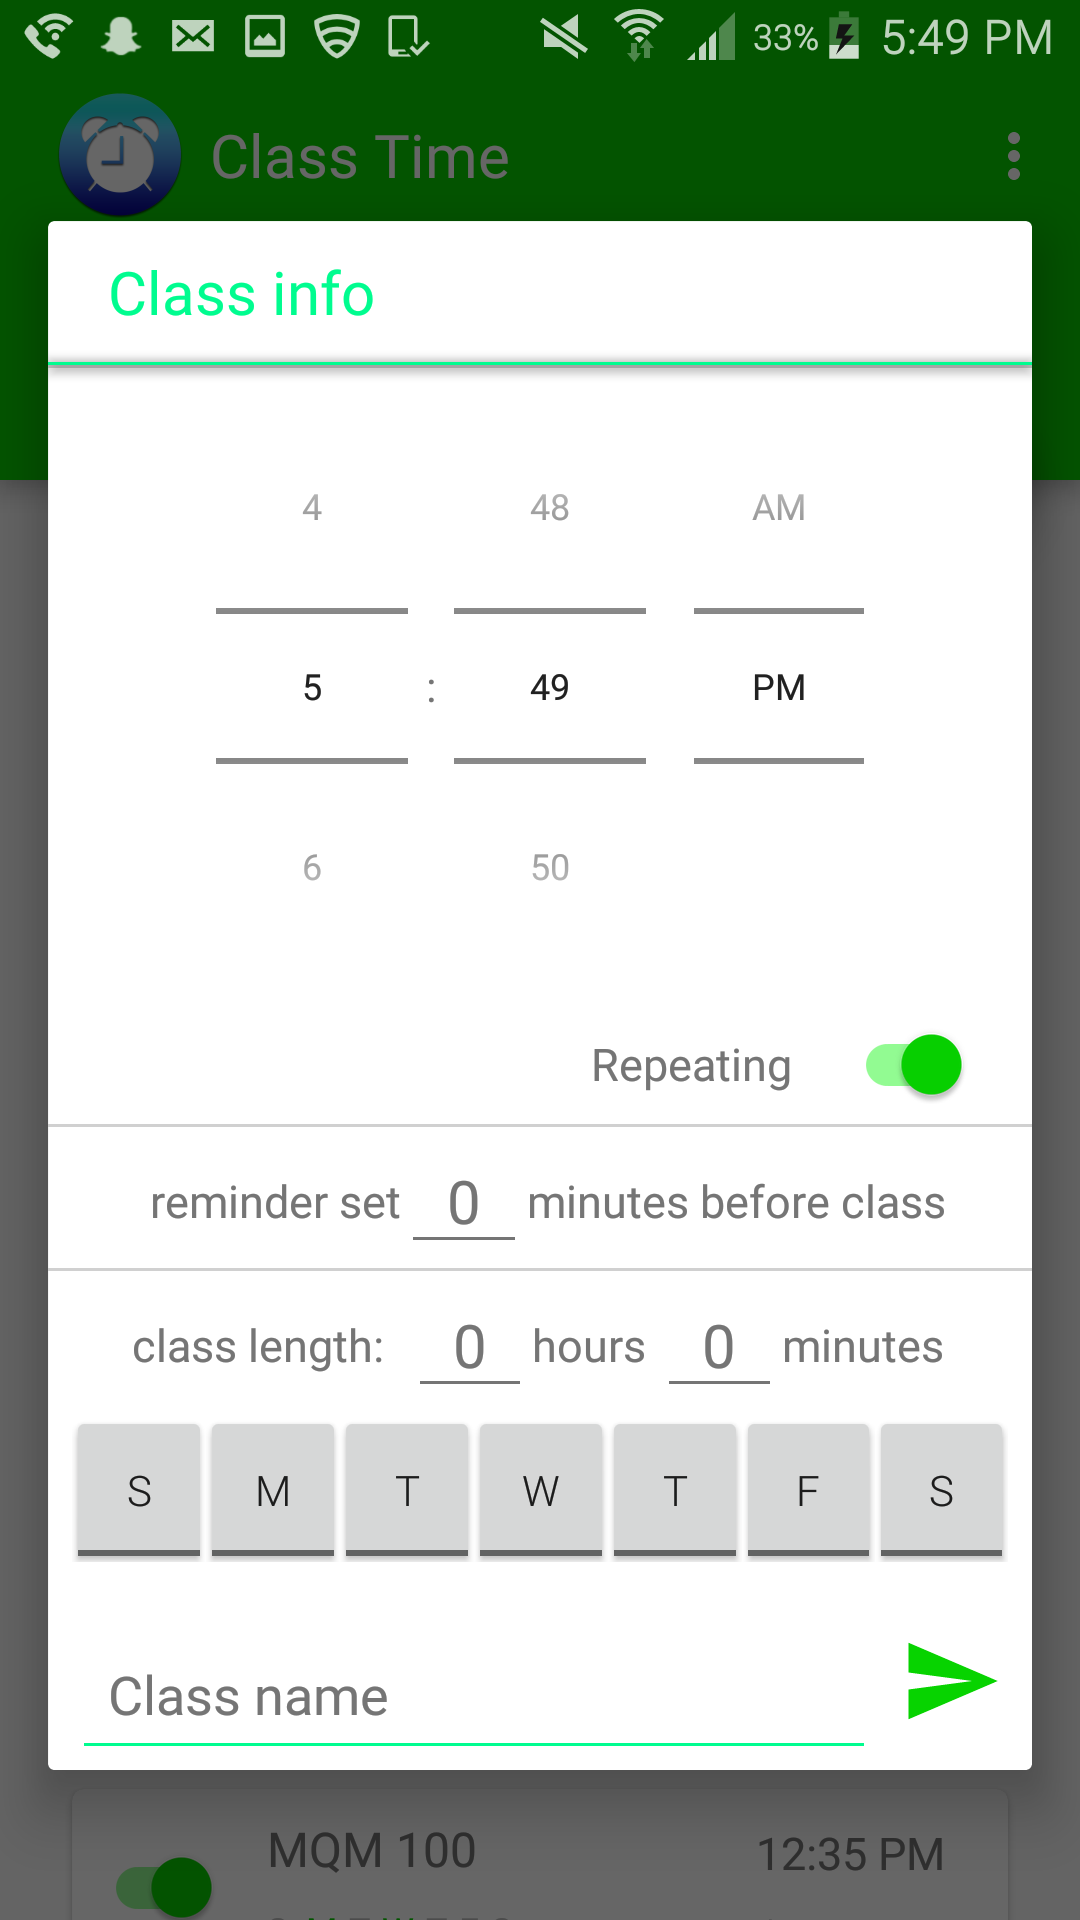 33% 5:49 PM
Class Time
Class info
4 48 AM
5 : 49 PM
6 50
Repeating
reminder set 0 minutes before class
class length: 0 hours 0 minutes
S M T W T F S
Class name
MQM 100 12:35 PM